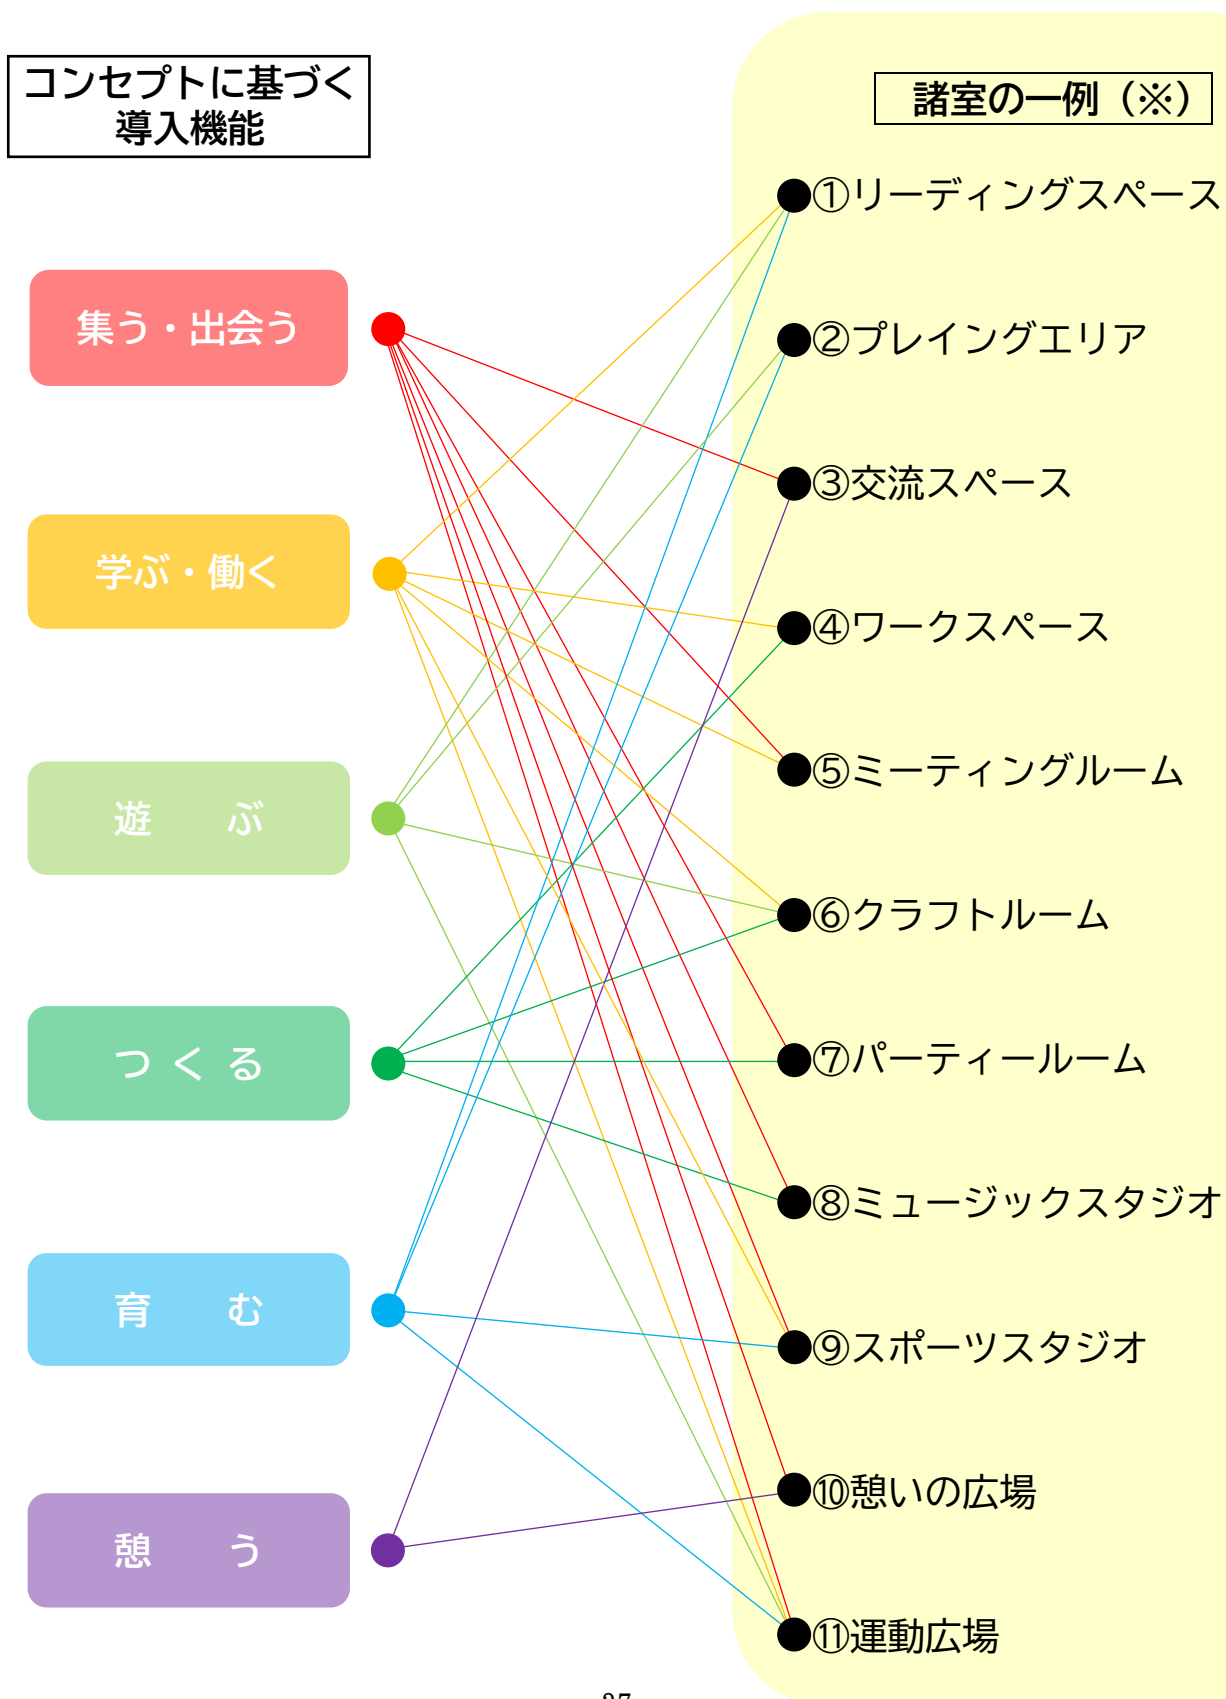 コンセプトに基づく
導入機能
諸室の一例（※）
集う・出会う
学ぶ・働く
遊　ぶ
つくる
育　む
憩　う
①リーディングスペース
②プレイングエリア
③交流スペース
④ワークスペース
⑤ミーティングルーム
⑥クラフトルーム
⑦パーティールーム
⑧ミュージックスタジオ
⑨スポーツスタジオ
⑩憩いの広場
⑪運動広場